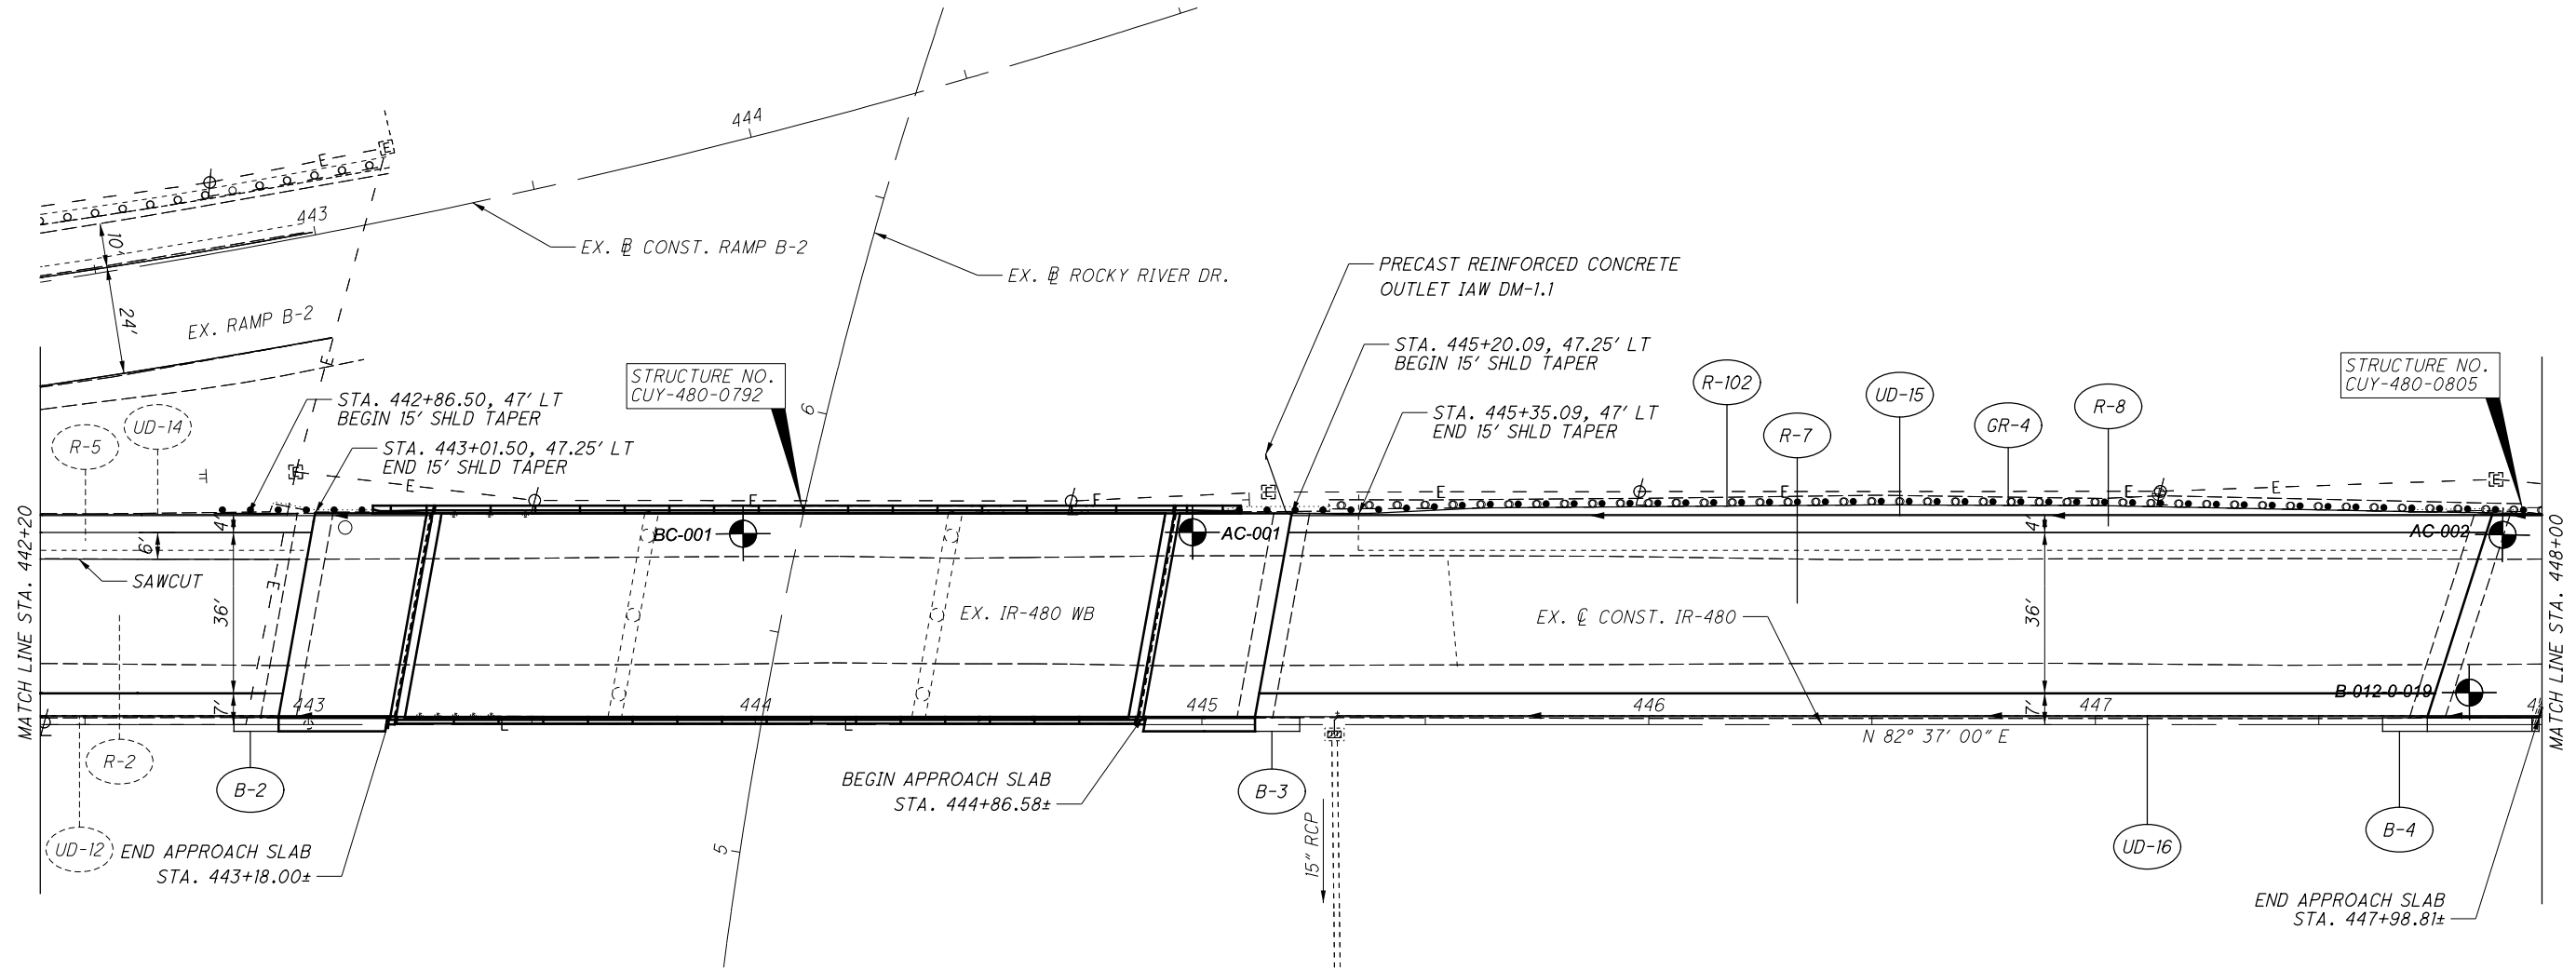 444
443
10'
24'
EX. RAMP B-2
EX. ⅊ CONST. RAMP B-2
EX. ⅊ ROCKY RIVER DR.
PRECAST REINFORCED CONCRETE
OUTLET IAW DM-1.1
STA. 445+20.09, 47.25' LT
BEGIN 15' SHLD TAPER
STA. 445+35.09, 47' LT
END 15' SHLD TAPER
STRUCTURE NO.
CUY-480-0792
STRUCTURE NO.
CUY-480-0805
STA. 442+86.50, 47' LT
BEGIN 15' SHLD TAPER
STA. 443+01.50, 47.25' LT
END 15' SHLD TAPER
R-5
UD-14
R-102
R-7
UD-15
GR-4
R-8
6
E
E
E
E
E
E
E
E
E
E
E
E
MATCH LINE STA. 442+20
4'
6'
SAWCUT
36'
7'
BC-001
AC-001
AC-002
EX. IR-480 WB
EX. ℄ CONST. IR-480
4'
36'
7'
B-012-0-019
MATCH LINE STA. 448+00
443
444
445
446
447
N 82° 37' 00" E
R-2
B-2
UD-12
END APPROACH SLAB
STA. 443+18.00±
5
BEGIN APPROACH SLAB
STA. 444+86.58±
B-3
15" RCP
UD-16
B-4
END APPROACH SLAB
STA. 447+98.81±